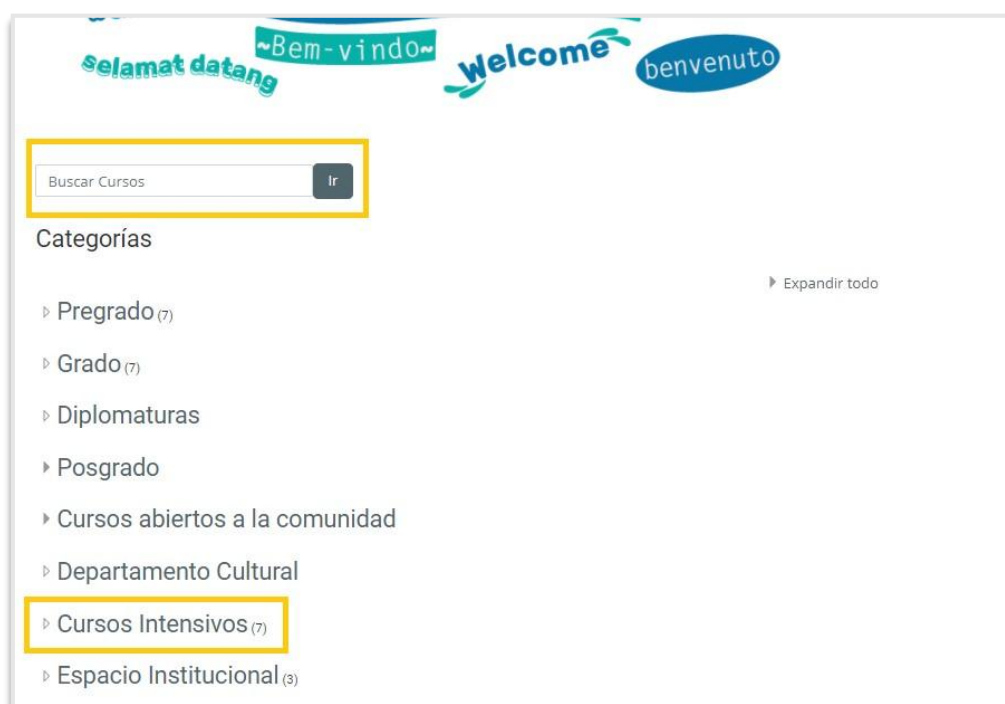 selamat datang
~Bem-vindo~
Welcome
benvenuto
Buscar Cursos
Ir
Categorías
Expandir todo
Pregrado (7)
Grado (7)
Diplomaturas
Posgrado
Cursos abiertos a la comunidad
Departamento Cultural
Cursos Intensivos (7)
Espacio Institucional (3)